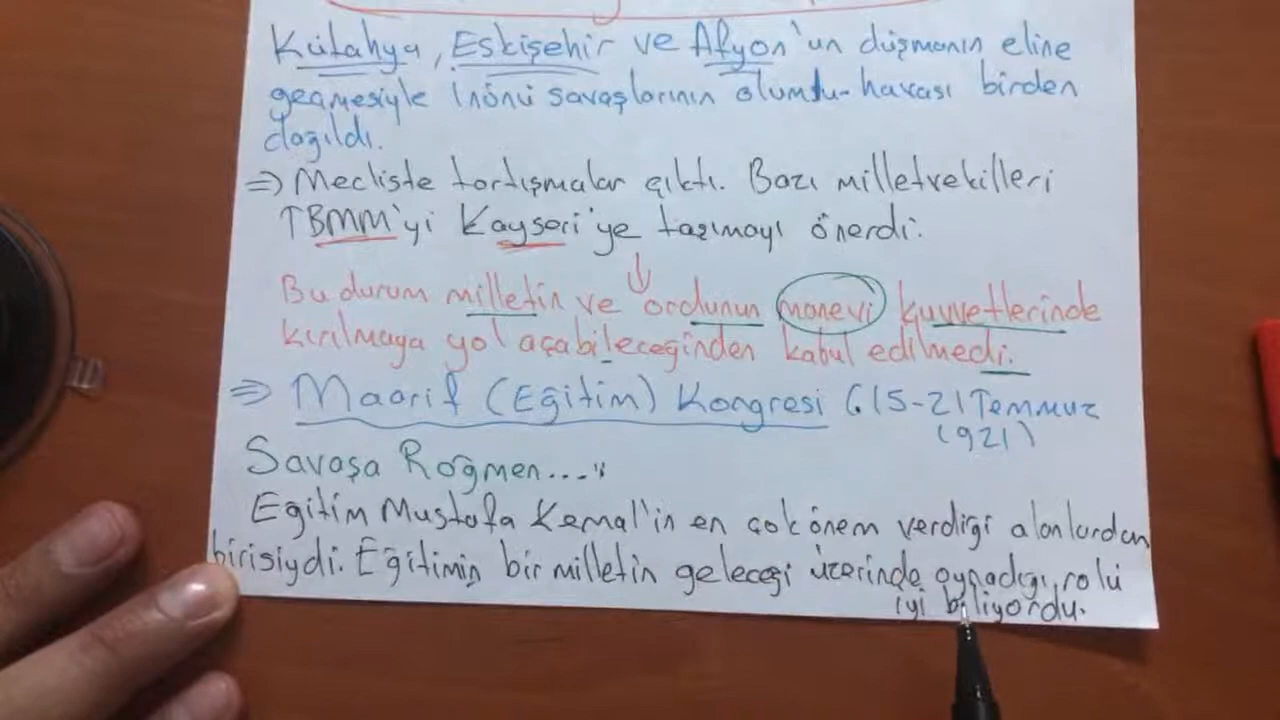 Kütahya, Eskişehir ve Afyon'un düşmanın eline
geçmesiyle İnönü savaşlarının olumlu havası birden
dağıldı.
⇒ Mecliste tartışmalar çıktı. Bazı milletvekilleri
TBMM'yi Kayseri'ye taşımayı önerdi.
Bu durum milletin ve ordunun manevi kuvvetlerinde
kırılmaya yol açabileceğinden kabul edilmedi.
⇒ Maarif (Eğitim) Kongresi (15-21 Temmuz
1921)
Savaşa Rağmen...."
Eğitim Mustafa Kemal'in en çok önem verdiği alanlardan
birisiydi. Eğitimin bir milletin geleceği üzerinde oynadığı rolü
iyi biliyordu.